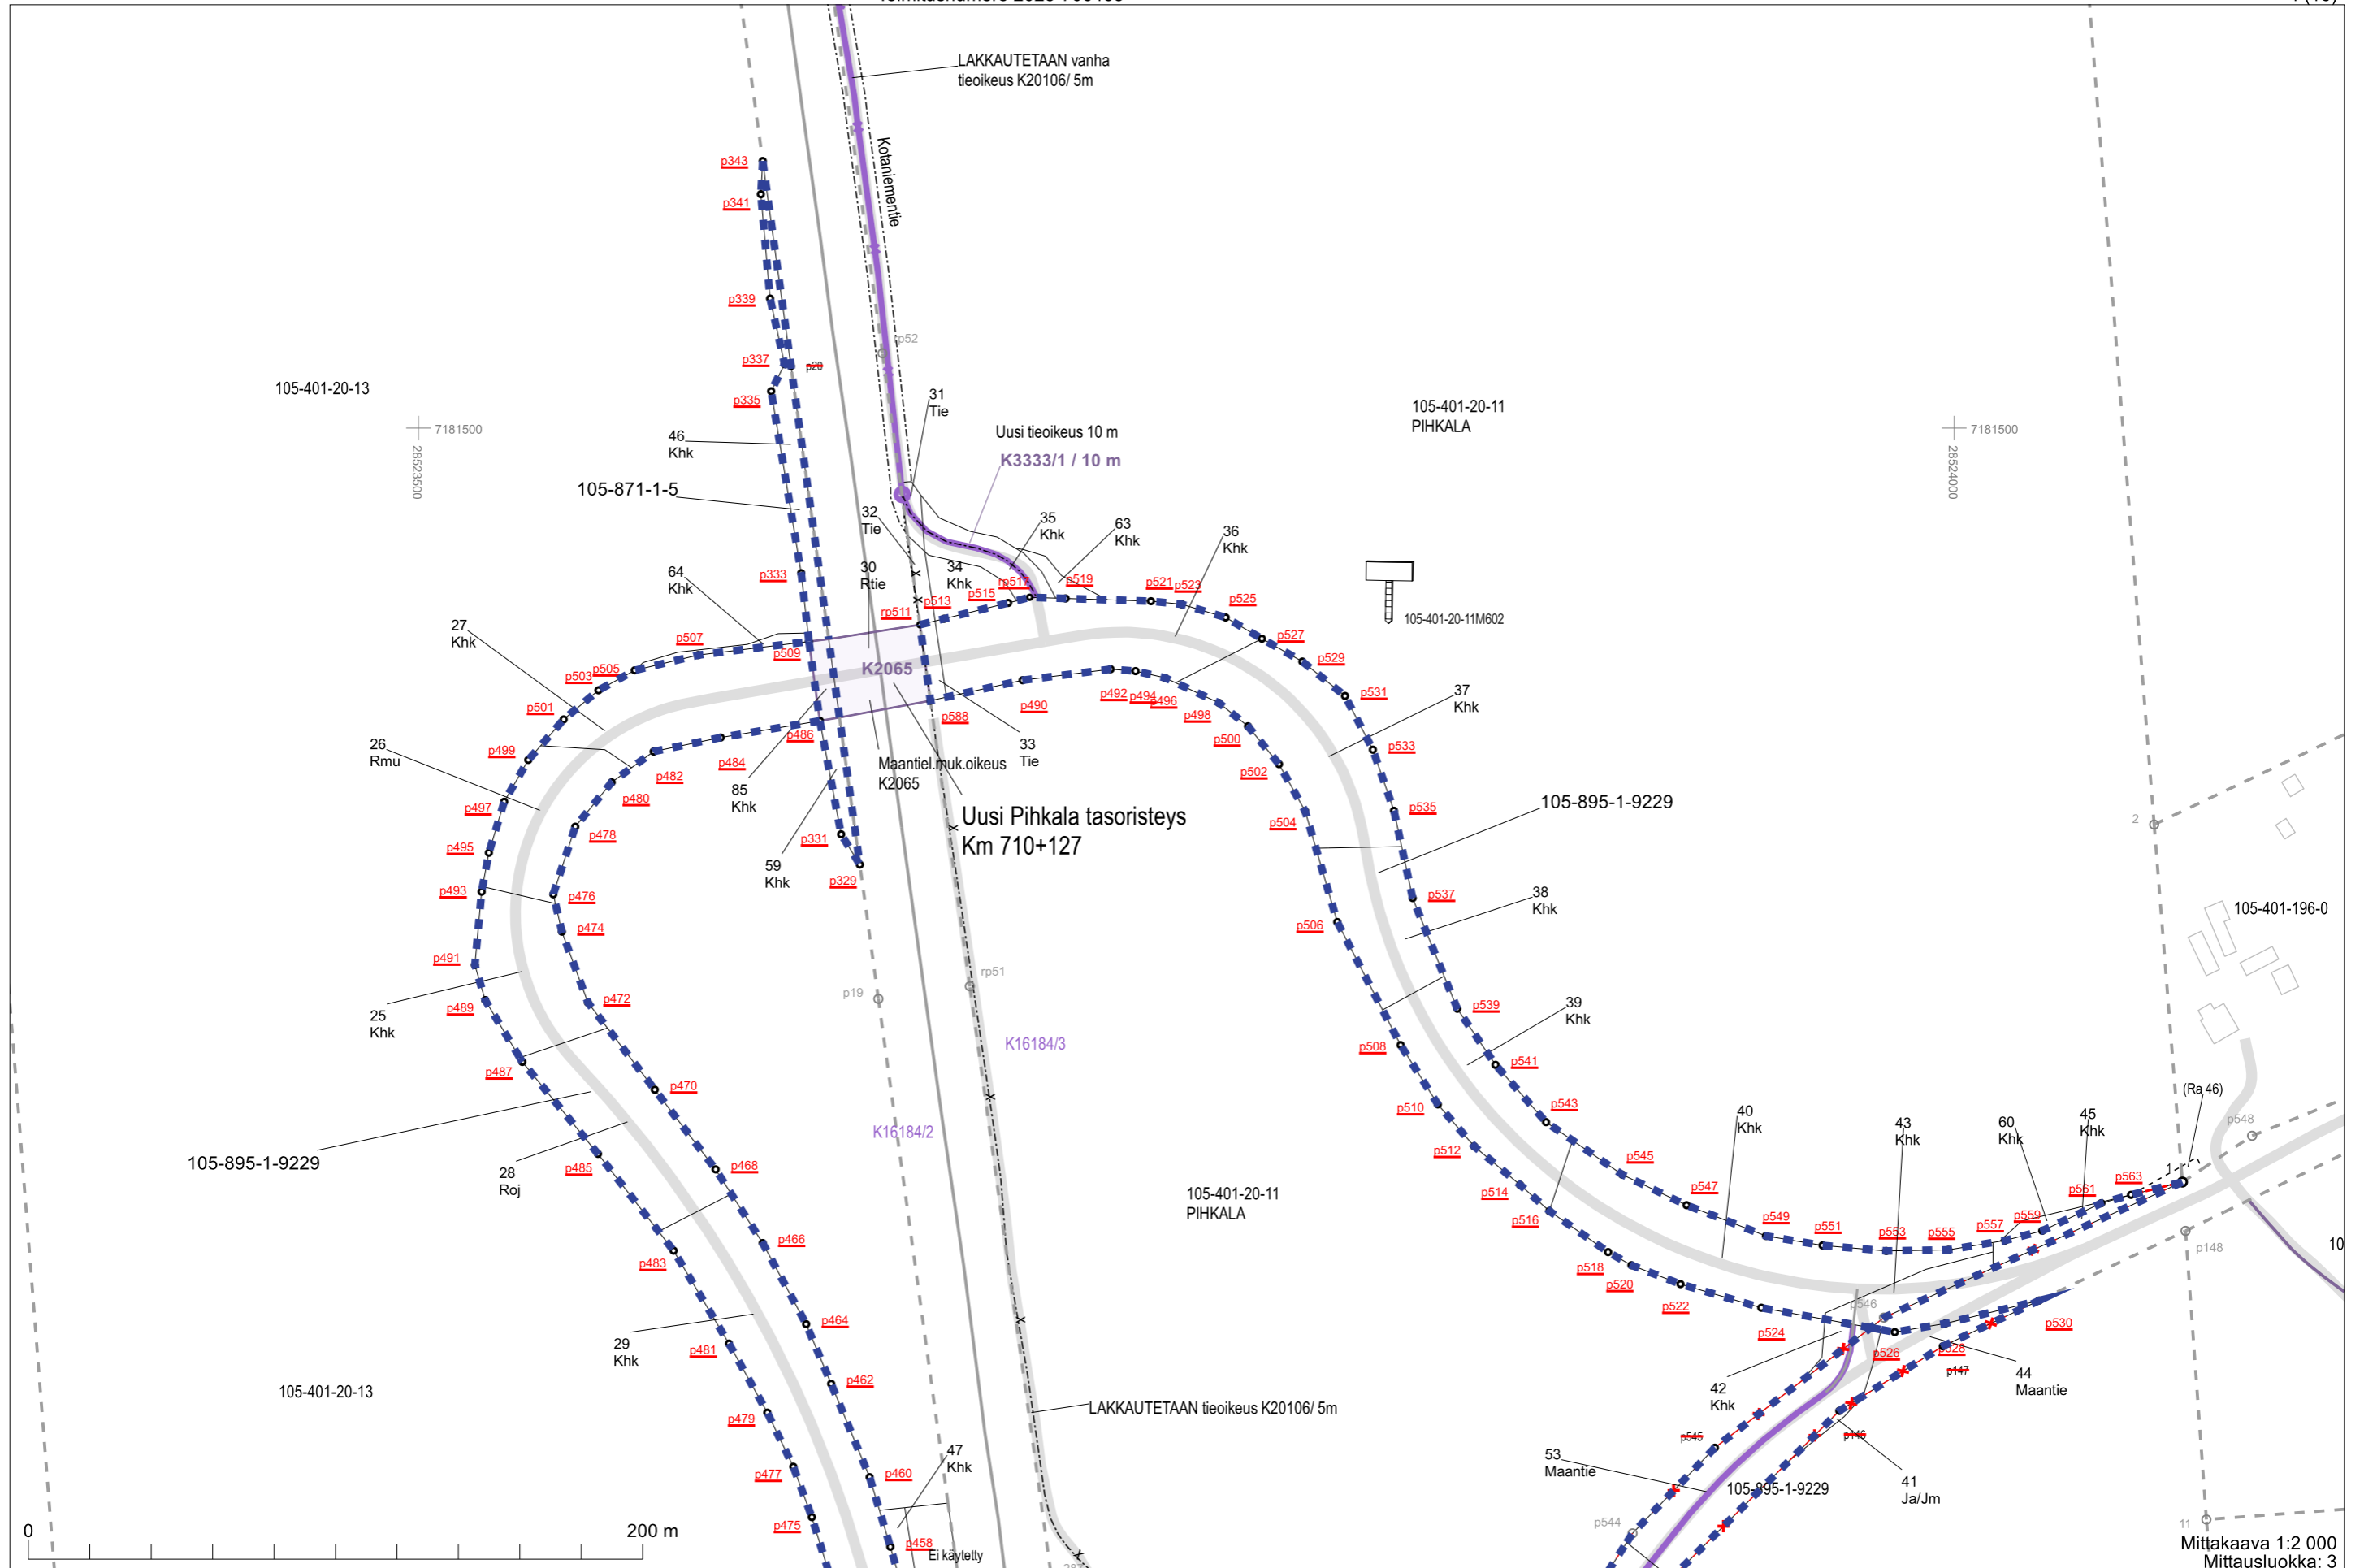 LAKKAUTETAAN vanha
tieoikeus K20106/ 5m
Kotaniementie
p343
p341
p339
p337
p20
p335
p52
105-401-20-13
7181500
28523500
46
Khk
105-871-1-5
31
Tie
Uusi tieoikeus 10 m
K3333/1 / 10 m
105-401-20-11
PIHKALA
7181500
28524000
32
Tie
35
Khk
63
Khk
36
Khk
64
Khk
p333
30
Rtie
34
Khk
rp511
p513
p515
p519
p521
p523
p525
105-401-20-11M602
27
Khk
p507
p509
p505
p503
p501
K2065
p527
p529
p531
37
Khk
p492
p494
p496
p498
p490
p588
p486
p484
p482
p480
p478
26
Rmu
p499
p497
p495
p493
85
Khk
Maantiel.muk.oikeus
K2065
33
Tie
p500
p502
p504
p533
p535
105-895-1-9229
Uusi Pihkala tasoristeys
Km 710+127
p331
p329
59
Khk
p476
p474
p472
p491
p489
25
Khk
p487
p19
rp51
K16184/3
K16184/2
p506
p537
38
Khk
p539
39
Khk
p508
p541
p510
p543
p512
p514
p516
p545
p547
40
Khk
43
Khk
60
Khk
45
Khk
(Ra 46)
p548
2
105-401-196-0
1
p563
p561
p559
p557
p555
p553
p551
p549
p148
10
p470
p468
105-895-1-9229
28
Roj
p485
p483
p466
p464
p462
p460
p458
29
Khk
p481
p479
p477
p475
105-401-20-13
105-401-20-11
PIHKALA
p518
p520
p522
p524
p546
p526
p528
p530
p147
44
Maantie
42
Khk
p545
p146
41
Ja/Jm
53
Maantie
105-895-1-9229
p544
LAKKAUTETAAN tieoikeus K20106/ 5m
47
Khk
Ei käytetty
11
0
200 m
Mittakaava 1:2 000
Mittausluokka: 3